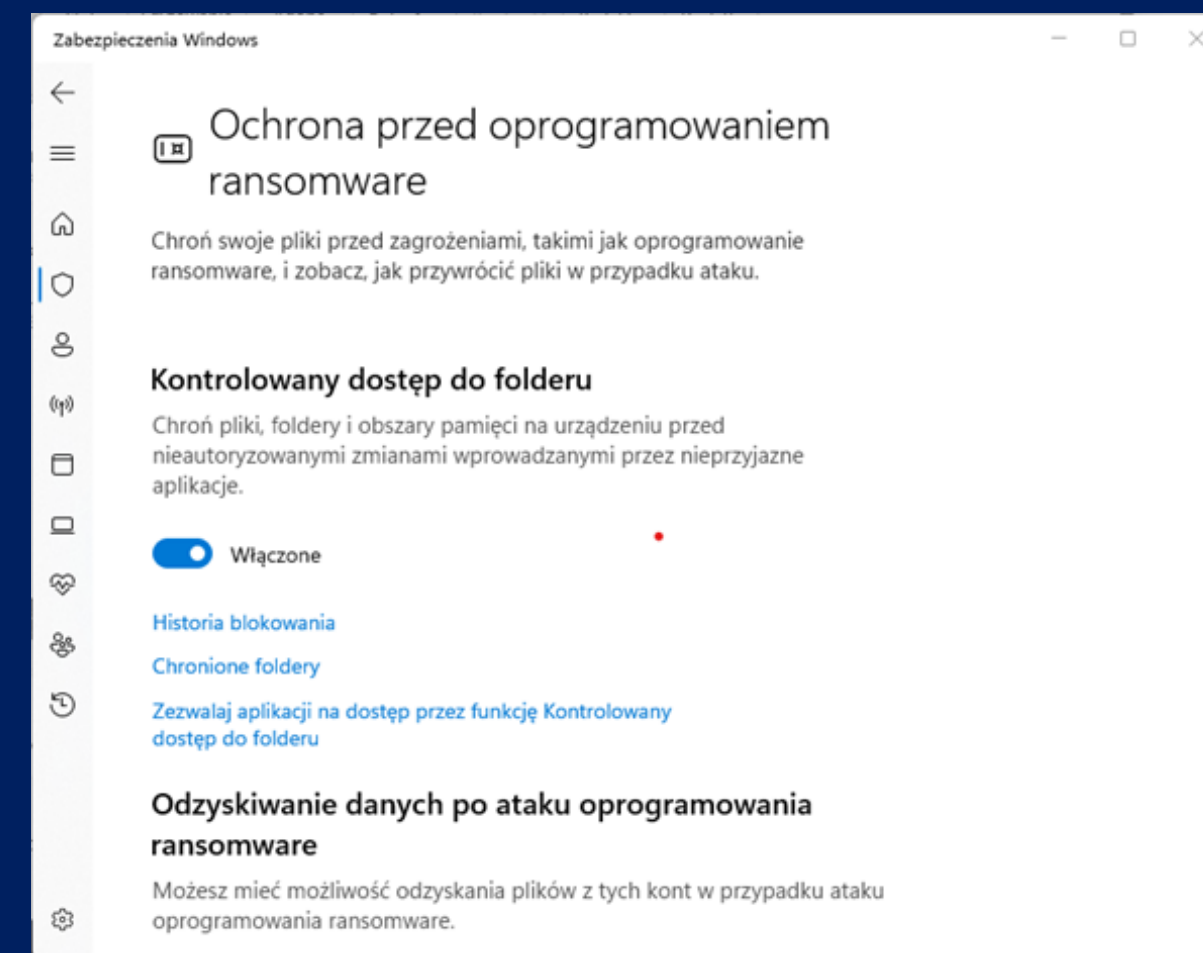 Zabezpieczenia Windows
Ochrona przed oprogramowaniem
ransomware
Chroń swoje pliki przed zagrożeniami, takimi jak oprogramowanie
ransomware, i zobacz, jak przywrócić pliki w przypadku ataku.
Kontrolowany dostęp do folderu
Chroń pliki, foldery i obszary pamięci na urządzeniu przed
nieautoryzowanymi zmianami wprowadzanymi przez nieprzyjazne
aplikacje.
Włączone
Historia blokowania
Chronione foldery
Zezwalaj aplikacji na dostęp przez funkcję Kontrolowany
dostęp do folderu
Odzyskiwanie danych po ataku oprogramowania
ransomware
Możesz mieć możliwość odzyskania plików z tych kont w przypadku ataku
oprogramowania ransomware.